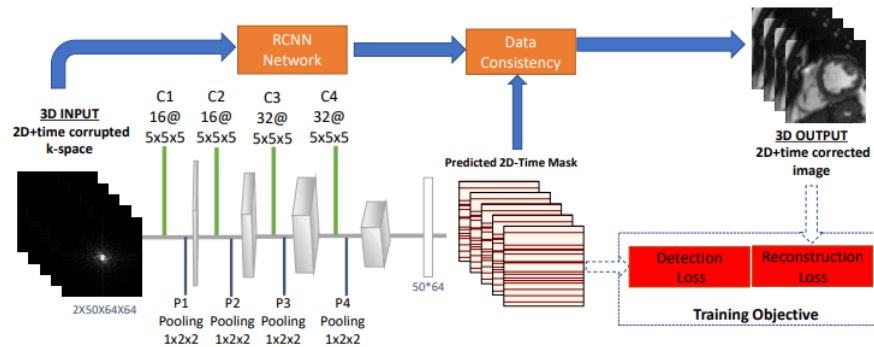 RCNN
Network
Data
Consistency
3D INPUT
2D+time corrupted
k-space
C1
16@
5x5x5
C2
16@
5x5x5
C3
32@
5x5x5
C4
32@
5x5x5
Predicted 2D-Time Mask
3D OUTPUT
2D+time corrected
image
2X50X64X64
P1
Pooling
1x2x2
P2
Pooling
1x2x2
P3
Pooling
1x2x2
P4
Pooling
1x2x2
50*64
Detection
Loss
Reconstruction
Loss
Training Objective